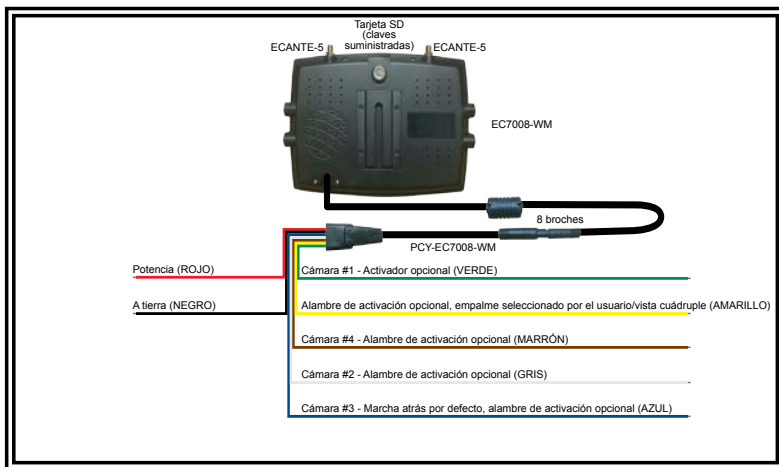 Tarjeta SD
(claves
suministradas)
ECANTE-5
ECANTE-5
EC7008-WM
8 broches
PCY-EC7008-WM
Potencia (ROJO)
Cámara #1 - Activador opcional (VERDE)
A tierra (NEGRO)
Alambre de activación opcional, empalme seleccionado por el usuario/vista cuádruple (AMARILLO)
Cámara #4 - Alambre de activación opcional (MARRÓN)
Cámara #2 - Alambre de activación opcional (GRIS)
Cámara #3 - Marcha atrás por defecto, alambre de activación opcional (AZUL)